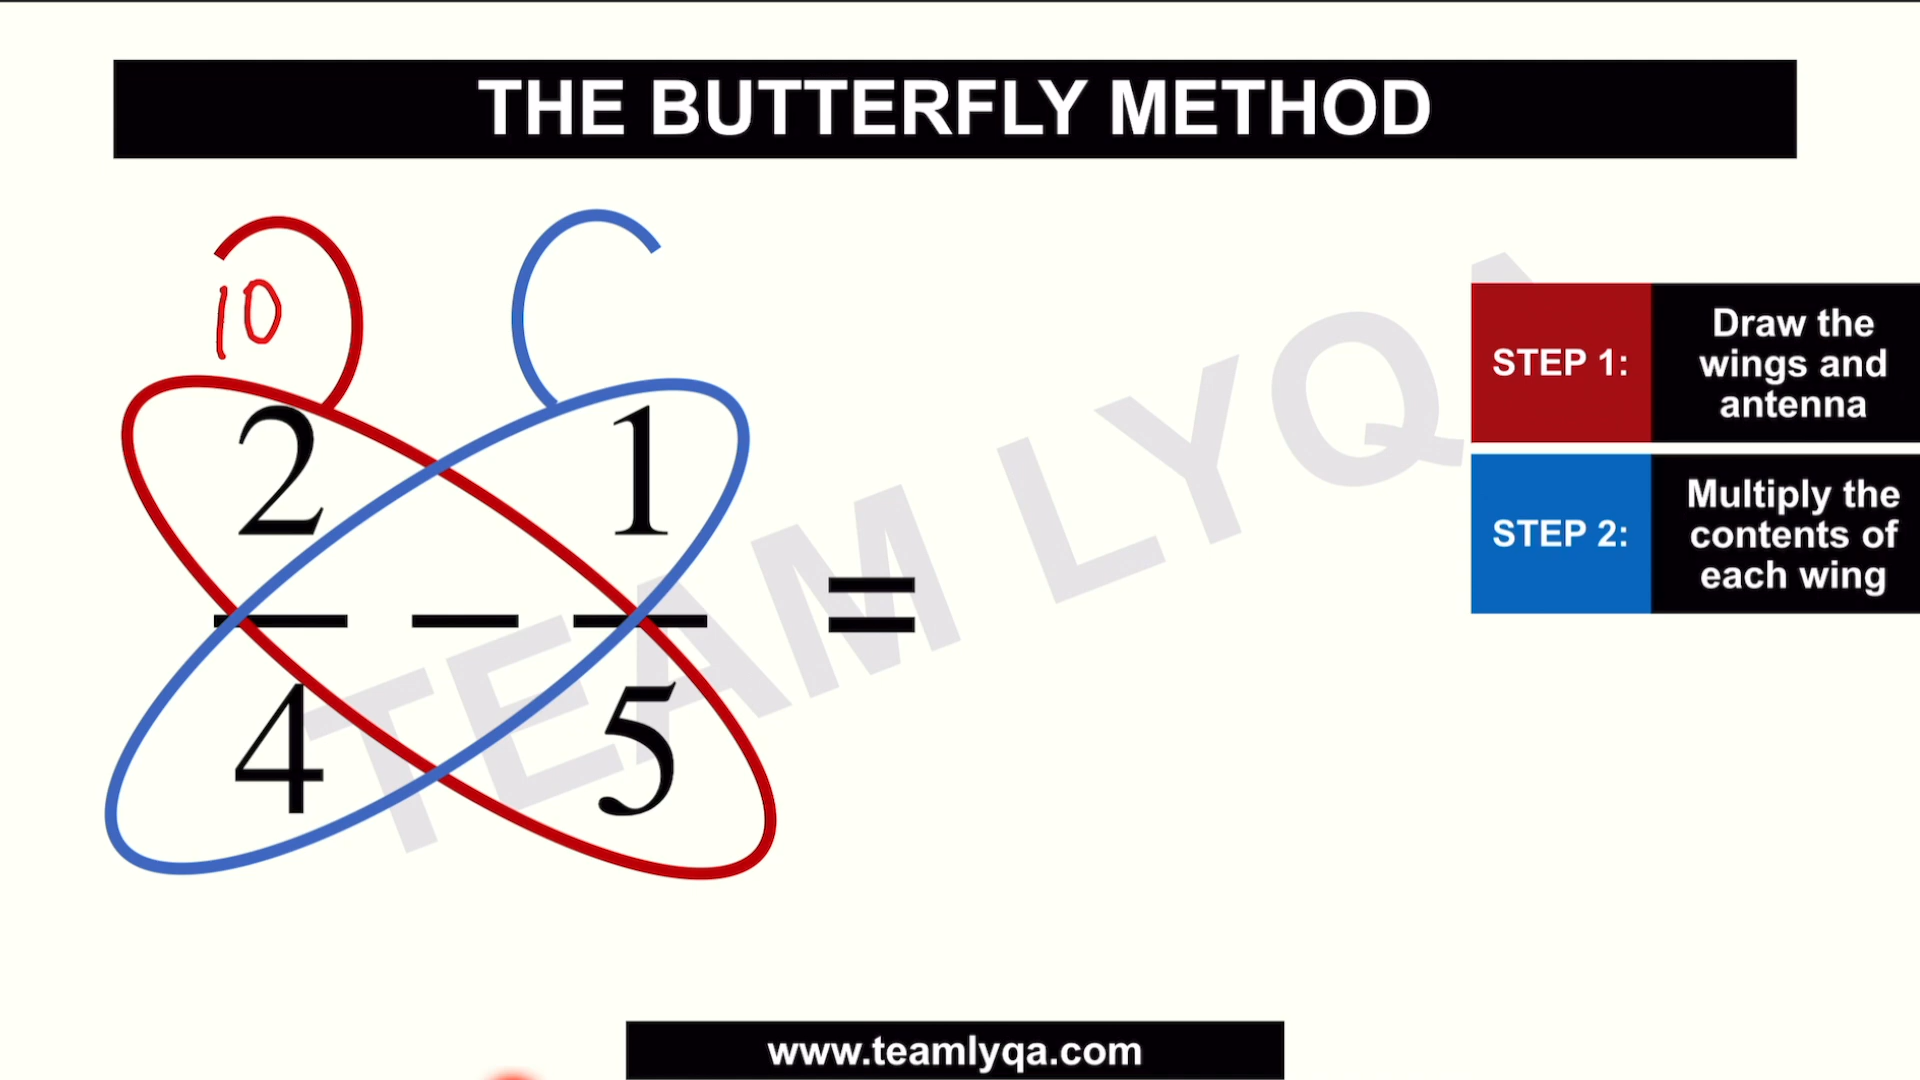 THE BUTTERFLY METHOD
10
2 1
— — — =
4 5
STEP 1:
Draw the
wings and
antenna
STEP 2:
Multiply the
contents of
each wing
TEAM LYQA
www.teamlyqa.com